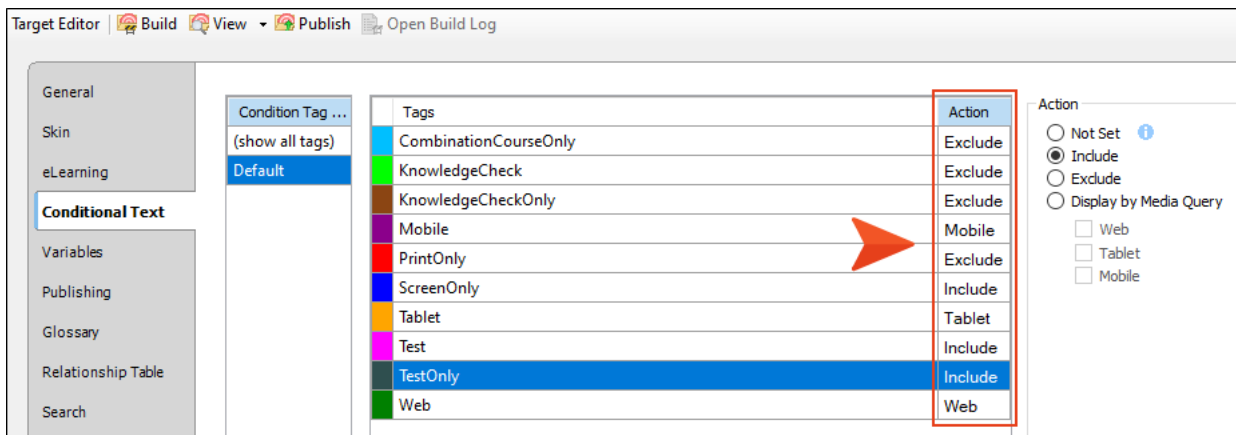 Target Editor Build View Publish Open Build Log
General
Skin
eLearning
Conditional Text
Variables
Publishing
Glossary
Relationship Table
Search
Condition Tag ...
(show all tags)
Default
Tags Action
CombinationCourseOnly Exclude
KnowledgeCheck Exclude
KnowledgeCheckOnly Exclude
Mobile Mobile
PrintOnly Exclude
ScreenOnly Include
Tablet Tablet
Test Include
TestOnly Include
Web Web
Action
Not Set
Include
Exclude
Display by Media Query
Web
Tablet
Mobile